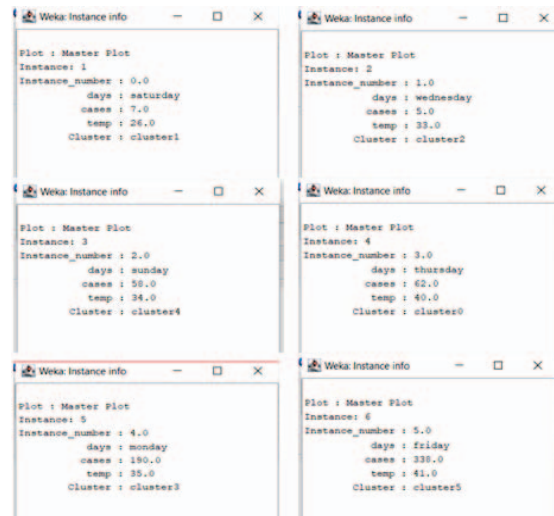 Weka: Instance info
Plot : Master Plot
Instance: 1
Instance_number : 0.0
days : saturday
cases : 7.0
temp : 26.0
Cluster : cluster1
Weka: Instance info
Plot : Master Plot
Instance: 2
Instance_number : 1.0
days : wednesday
cases : 5.0
temp : 33.0
Cluster : cluster2
Weka: Instance info
Plot : Master Plot
Instance: 3
Instance_number : 2.0
days : sunday
cases : 58.0
temp : 34.0
Cluster : cluster4
Weka: Instance info
Plot : Master Plot
Instance: 4
Instance_number : 3.0
days : thursday
cases : 62.0
temp : 40.0
Cluster : cluster0
Weka: Instance info
Plot : Master Plot
Instance: 5
Instance_number : 4.0
days : monday
cases : 190.0
temp : 35.0
Cluster : cluster3
Weka: Instance info
Plot : Master Plot
Instance: 6
Instance_number : 5.0
days : friday
cases : 338.0
temp : 41.0
Cluster : cluster5